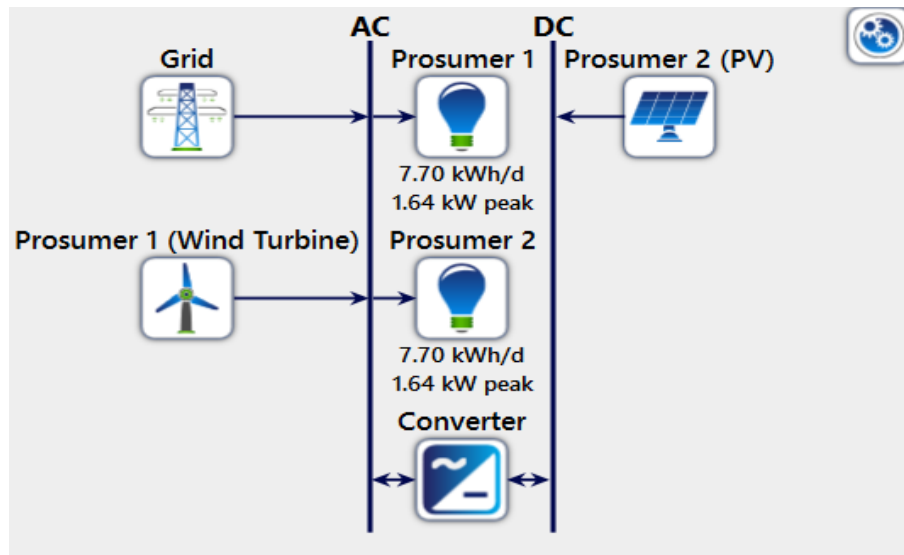 AC
DC
Grid
Prosumer 1
Prosumer 2 (PV)
7.70 kWh/d
1.64 kW peak
Prosumer 1 (Wind Turbine)
Prosumer 2
7.70 kWh/d
1.64 kW peak
Converter